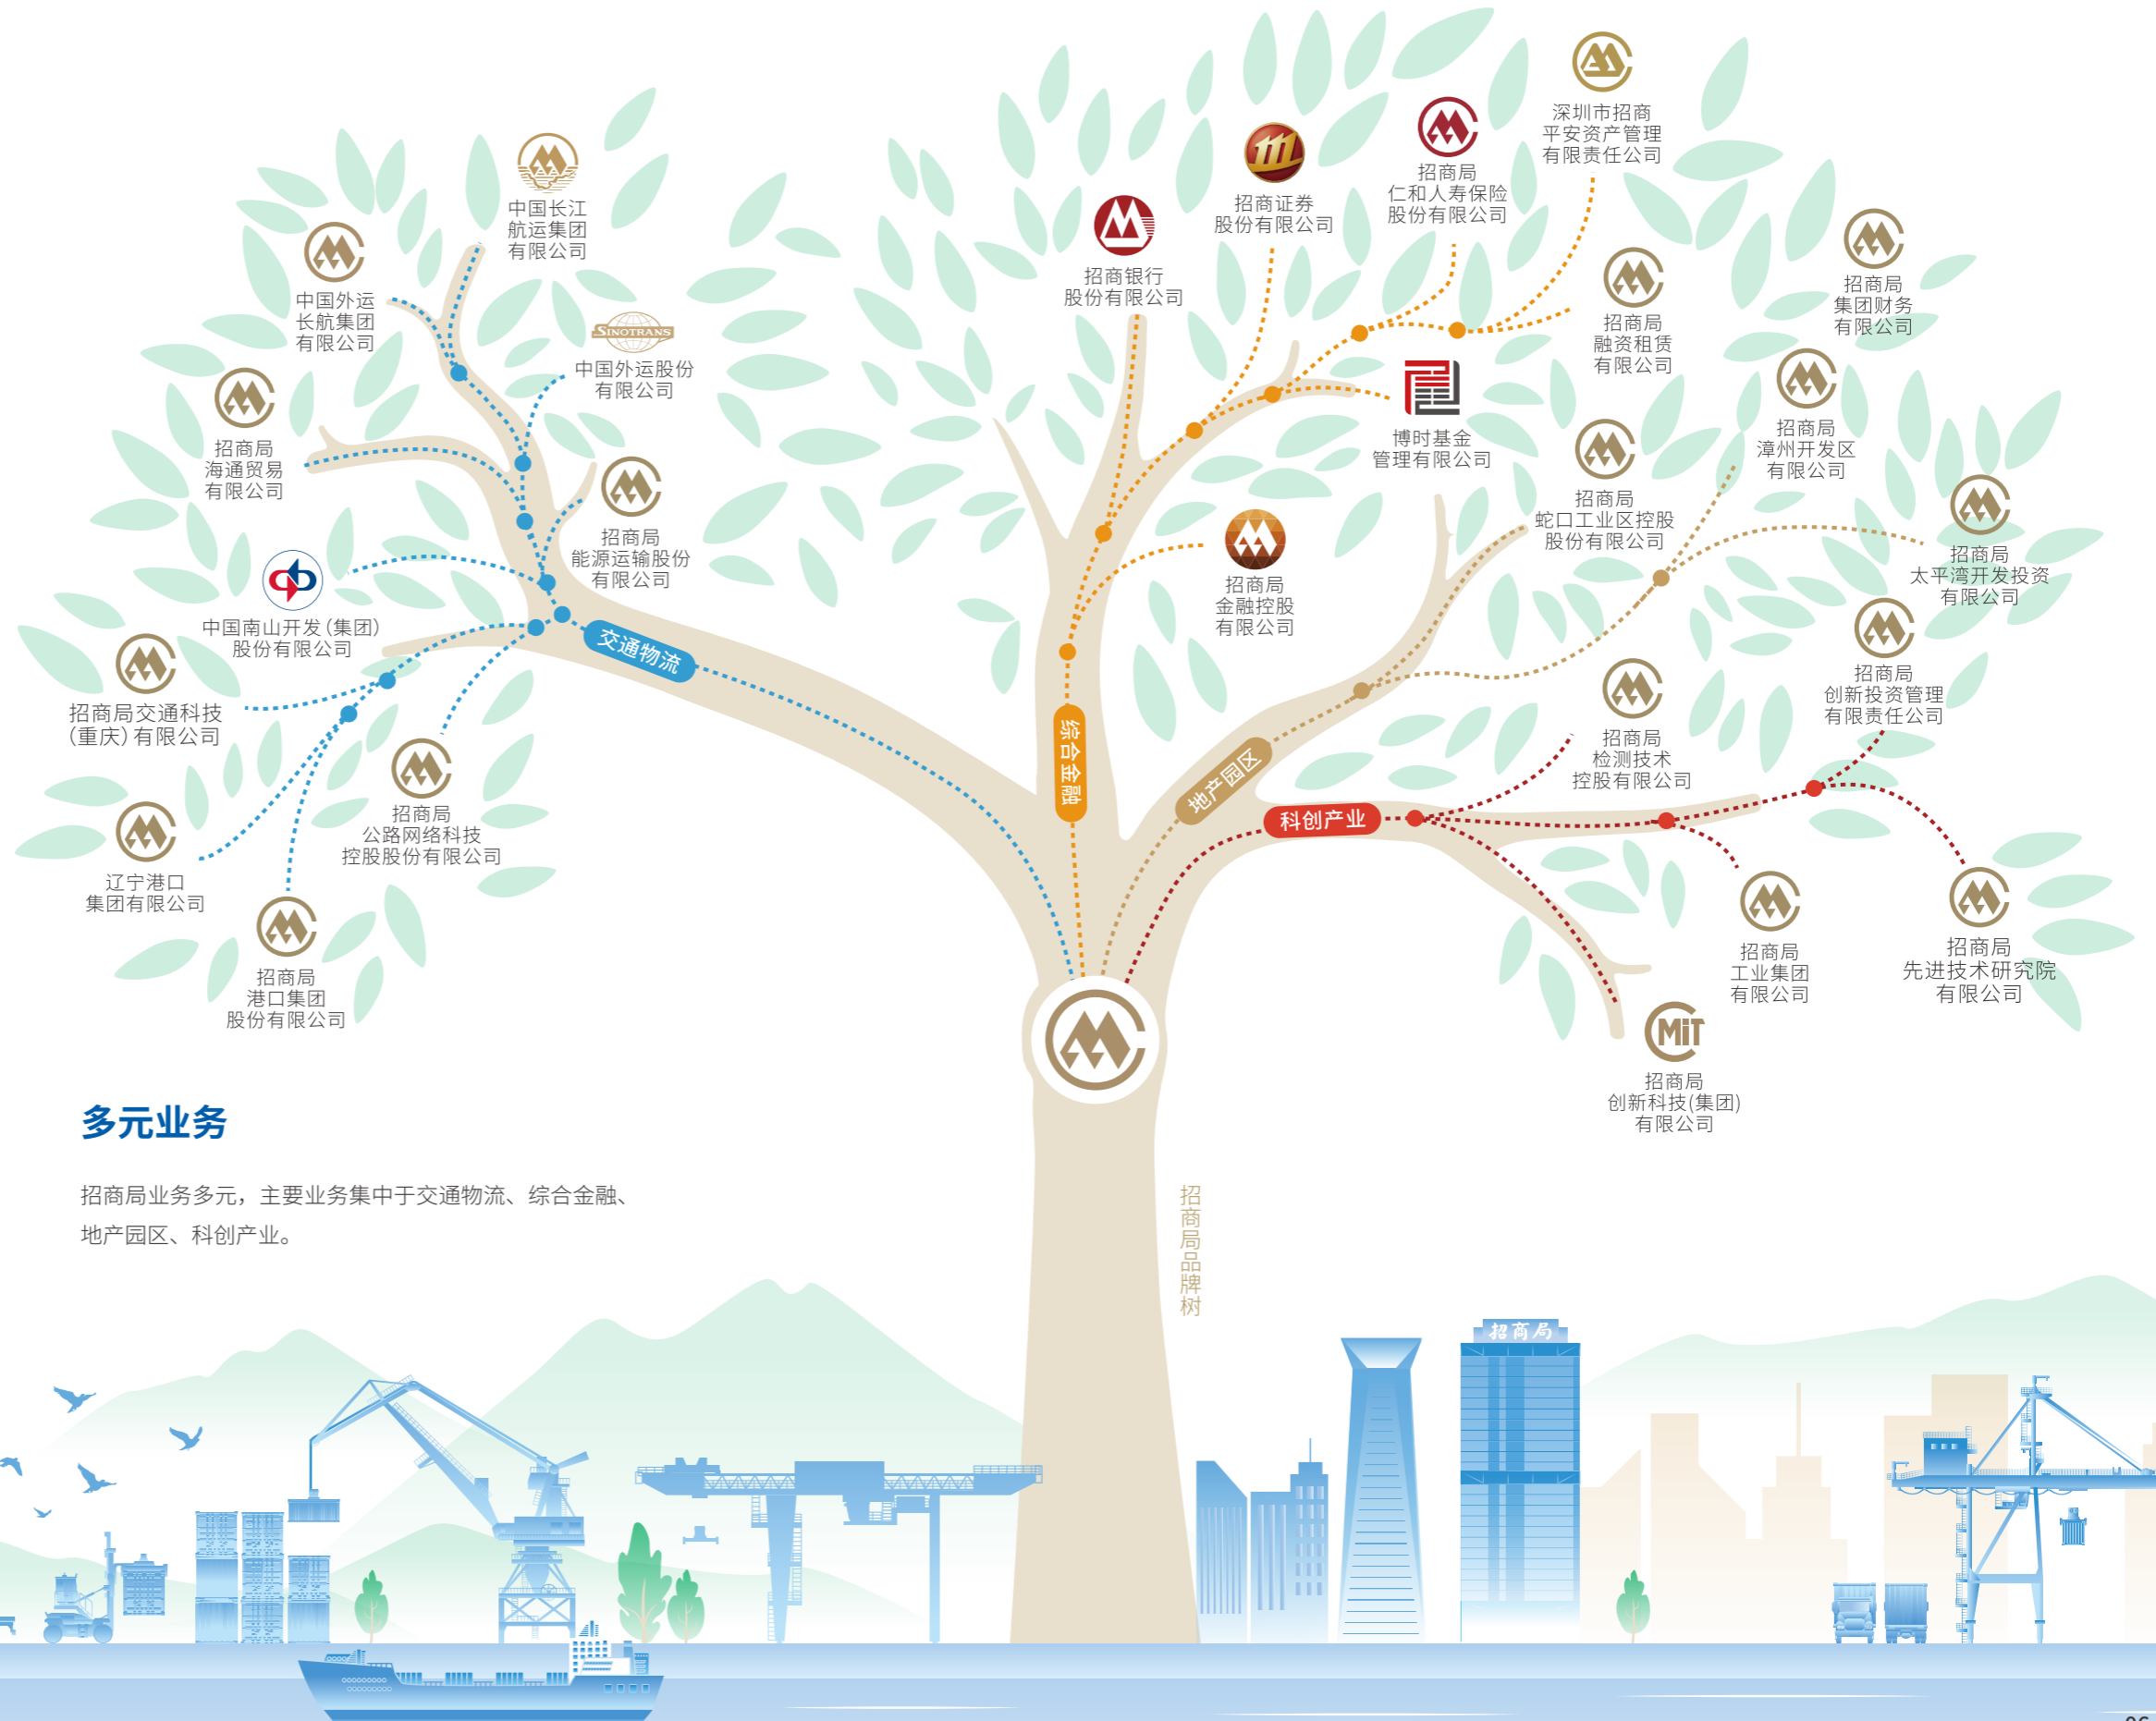 中国长江
航运集团
有限公司
中国外运
长航集团
有限公司
SINOTRANS
中国外运股份
有限公司
招商局
海通贸易
有限公司
招商局
能源运输股份
有限公司
中国南山开发（集团）
股份有限公司
招商局交通科技
（重庆）有限公司
招商局
公路网络科技
控股股份有限公司
辽宁港口
集团有限公司
招商局
港口集团
股份有限公司
交通物流
招商银行
股份有限公司
招商证券
股份有限公司
招商局
仁和人寿保险
股份有限公司
深圳市招商
平安资产管理
有限责任公司
招商局
融资租赁
有限公司
招商局
集团财务
有限公司
博时基金
管理有限公司
招商局
金融控股
有限公司
综合金融
招商局
漳州开发区
有限公司
招商局
蛇口工业区控股
股份有限公司
招商局
太平湾开发投资
有限公司
地产园区
招商局
创新投资管理
有限责任公司
招商局
检测技术
控股有限公司
科创产业
招商局
工业集团
有限公司
招商局
先进技术研究院
有限公司
CMiT
招商局
创新科技(集团)
有限公司
多元业务
招商局业务多元，主要业务集中于交通物流、综合金融、
地产园区、科创产业。
招商局品牌树
招商局